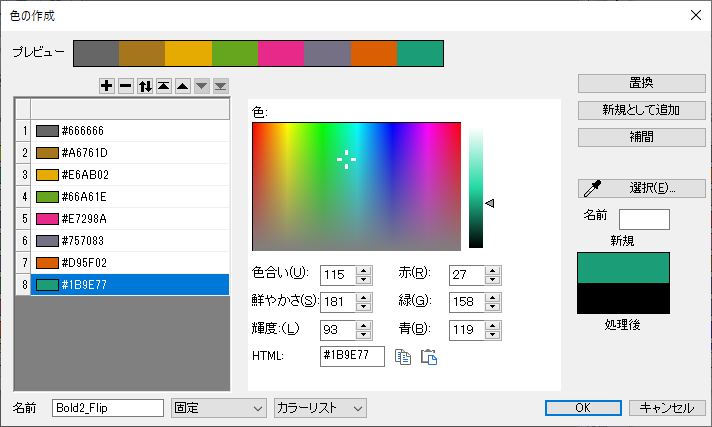 色の作成
プレビュー
置換
新規として追加
補間
選択(E)...
名前
新規
処理後
1 #666666
2 #A6761D
3 #E6AB02
4 #66A61E
5 #E7298A
6 #757083
7 #D95F02
8 #1B9E77
色:
色合い(U): 115 赤(R): 27
鮮やかさ(S): 181 緑(G): 158
輝度:(L) 93 青(B): 119
HTML: #1B9E77
名前 Bold2_Flip 固定 カラーリスト OK キャンセル